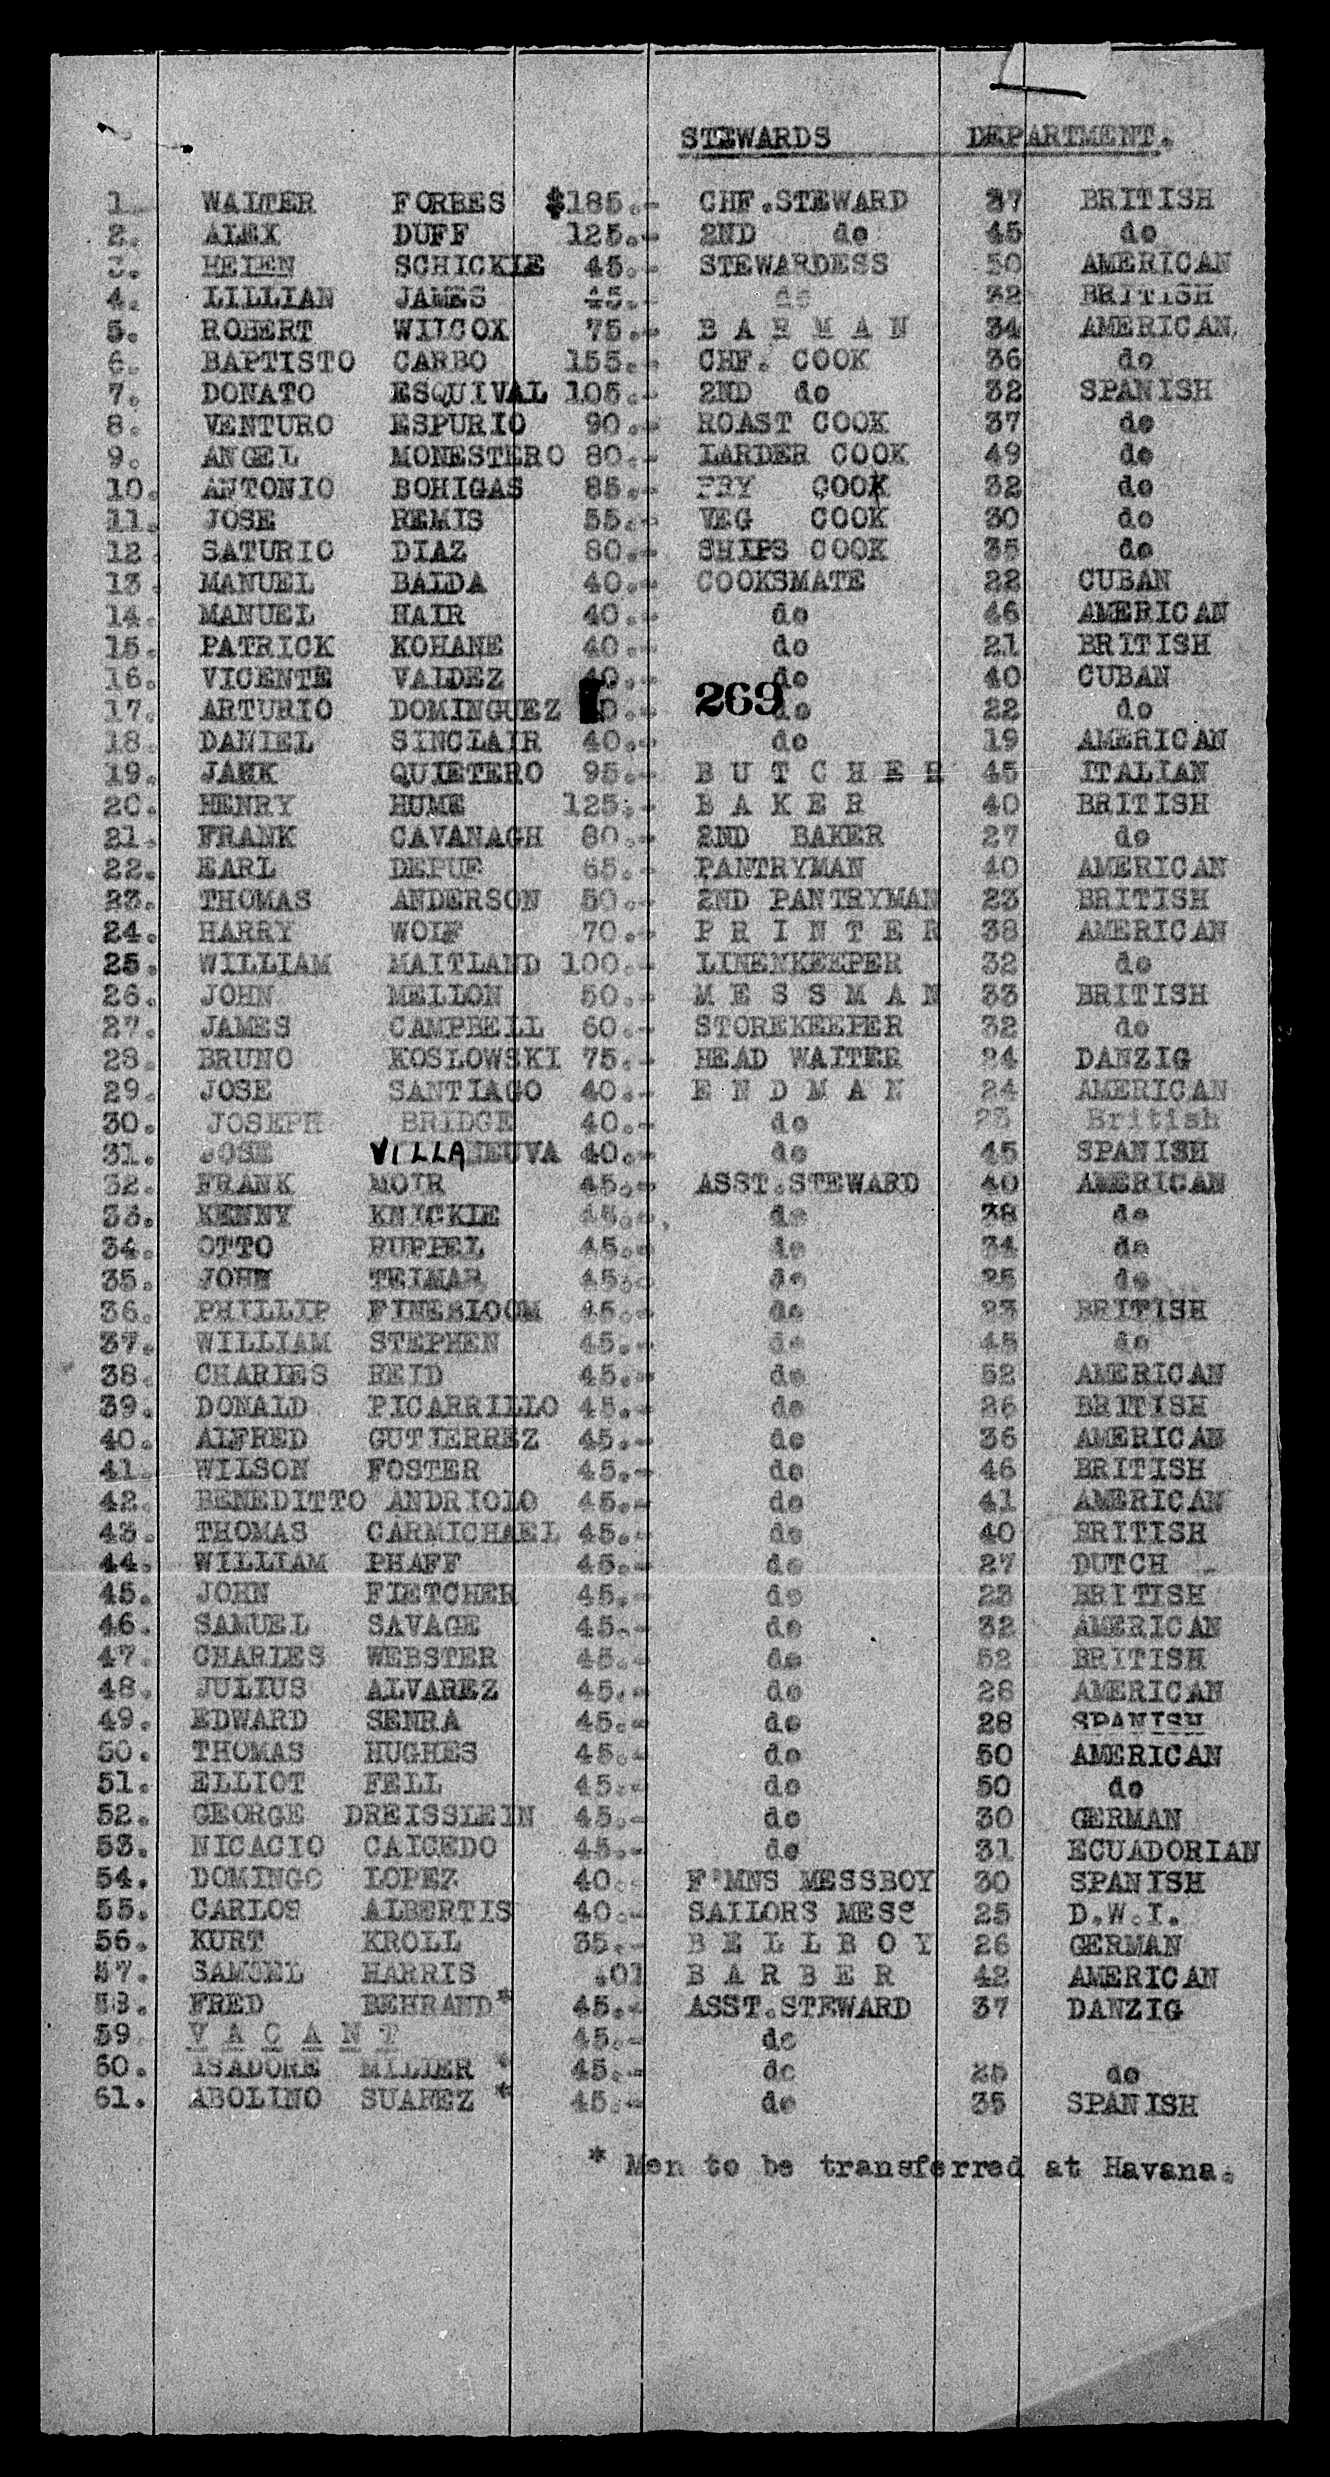 STEWARDS DEPARTMENT.
1. WALTER FORBES $185.- CHF.STEWARD 37 BRITISH
2. ALEX DUFF 125.- 2ND do 45 do
3. HELEN SCHICKIE 45.- STEWARDESS 50 AMERICAN
4. LILLIAN JAMES 45.- do 32 BRITISH
5. ROBERT WILCOX 75.- B A R M A N 34 AMERICAN
6. BAPTISTO CARBO 155.- CHF. COOK 36 do
7. DONATO ESQUIVAL 105.- 2ND do 32 SPANISH
8. VENTURO ESPURIO 90.- ROAST COOK 37 do
9. ANGEL MONESTERO 80.- LARDER COOK 49 do
10. ANTONIO BOHIGAS 85.- FRY COOK 32 do
11. JOSE REMIS 55.- VEG COOK 30 do
12. SATURIO DIAZ 80.- SHIPS COOK 35 do
13. MANUEL BALDA 40.- COOKSMATE 22 CUBAN
14. MANUEL HAIR 40.- do 46 AMERICAN
15. PATRICK KOHANE 40.- do 21 BRITISH
16. VICENTE VALDEZ 40.- do 40 CUBAN
269
17. ARTURIO DOMINGUEZ 0.- do 22 do
18. DANIEL SINCLAIR 40.- do 19 AMERICAN
19. JAEK QUIETERO 95.- B U T C H E R 45 ITALIAN
20. HENRY HUME 125.- B A K E R 40 BRITISH
21. FRANK CAVANAGH 80.- 2ND BAKER 27 do
22. EARL DEPUE 65.- PANTRYMAN 40 AMERICAN
23. THOMAS ANDERSON 50.- 2ND PANTRYMAN 23 BRITISH
24. HARRY WOLF 70.- P R I N T E R 38 AMERICAN
25. WILLIAM MAITLAND 100.- LINENKEEPER 32 do
26. JOHN MELLON 50.- M E S S M A N 33 BRITISH
27. JAMES CAMPBELL 60.- STOREKEEPER 32 do
28. BRUNO KOSLOWSKI 75.- HEAD WAITER 24 DANZIG
29. JOSE SANTIAGO 40.- E N D M A N 24 AMERICAN
30. JOSEPH BRIDGE 40.- do 23 British
31. JOSE VILLANEUVA 40.- do 45 SPANISH
32. FRANK MOIR 45.- ASST.STEWARD 40 AMERICAN
33. KENNY KNICKIE 45.- do 38 do
34. OTTO RUPPEL 45.- do 34 do
35. JOHN TELMAR 45.- do 25 do
36. PHILLIP FINEBLOOM 45.- do 23 BRITISH
37. WILLIAM STEPHEN 45.- do 45 do
38. CHARLES REID 45.- do 52 AMERICAN
39. DONALD PICARRILLO 45.- do 26 BRITISH
40. ALFRED GUTIERREZ 45.- do 36 AMERICAN
41. WILSON FOSTER 45.- do 46 BRITISH
42. BENEDITTO ANDRIOLO 45.- do 41 AMERICAN
43. THOMAS CARMICHAEL 45.- do 40 BRITISH
44. WILLIAM PHAFF 45.- do 27 DUTCH
45. JOHN FLETCHER 45.- do 23 BRITISH
46. SAMUEL SAVAGE 45.- do 32 AMERICAN
47. CHARLES WEBSTER 45.- do 52 BRITISH
48. JULIUS ALVAREZ 45.- do 28 AMERICAN
49. EDWARD SENRA 45.- do 28 SPANISH
50. THOMAS HUGHES 45.- do 50 AMERICAN
51. ELLIOT FELL 45.- do 50 do
52. GEORGE DREISSLEIN 45.- do 30 GERMAN
53. NICACIO CAICEDO 45.- do 31 ECUADORIAN
54. DOMINGO LOPEZ 40.- F'MNS MESSBOY 30 SPANISH
55. CARLOS ALBERTIS 40.- SAILORS MESS 25 D.W.I.
56. KURT KROLL 35.- B E L L B O Y 26 GERMAN
57. SAMUEL HARRIS .01 B A R B E R 42 AMERICAN
58. FRED BEHRAND* 45.- ASST.STEWARD 37 DANZIG
59. V A C A N T 45.- do
60. ISADORE MILLER * 45.- do 25 do
61. ABOLINO SUAREZ * 45.- do 35 SPANISH
* Men to be transferred at Havana.